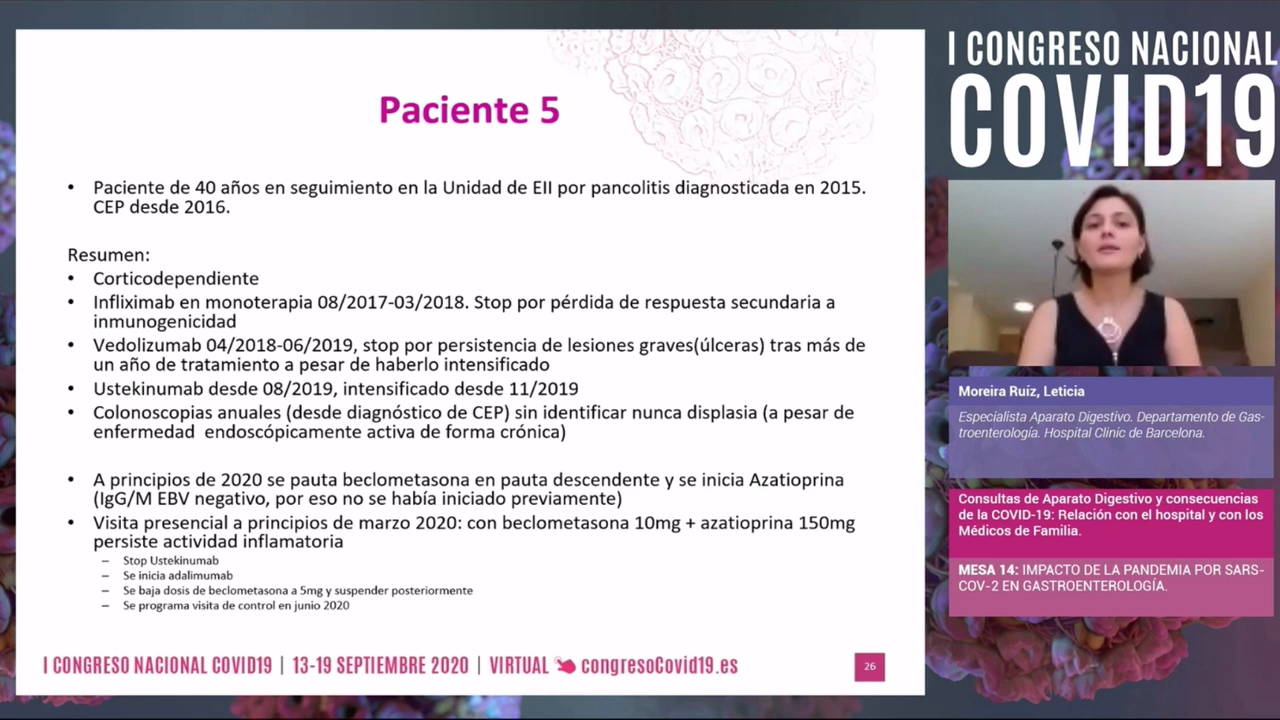 Paciente 5
• Paciente de 40 años en seguimiento en la Unidad de EII por pancolitis diagnosticada en 2015.
CEP desde 2016.
Resumen:
• Corticodependiente
• Infliximab en monoterapia 08/2017-03/2018. Stop por pérdida de respuesta secundaria a
inmunogenicidad
• Vedolizumab 04/2018-06/2019, stop por persistencia de lesiones graves(úlceras) tras más de
un año de tratamiento a pesar de haberlo intensificado
• Ustekinumab desde 08/2019, intensificado desde 11/2019
• Colonoscopias anuales (desde diagnóstico de CEP) sin identificar nunca displasia (a pesar de
enfermedad endoscópicamente activa de forma crónica)
• A principios de 2020 se pauta beclometasona en pauta descendente y se inicia Azatioprina
(IgG/M EBV negativo, por eso no se había iniciado previamente)
• Visita presencial a principios de marzo 2020: con beclometasona 10mg + azatioprina 150mg
persiste actividad inflamatoria
– Stop Ustekinumab
– Se inicia adalimumab
– Se baja dosis de beclometasona a 5mg y suspender posteriormente
– Se programa visita de control en junio 2020
I CONGRESO NACIONAL COVID19 | 13-19 SEPTIEMBRE 2020 | VIRTUAL congresoCovid19.es
26
I CONGRESO NACIONAL
COVID19
Moreira Ruíz, Leticia
Especialista Aparato Digestivo. Departamento de Gas-
troenterología. Hospital Clinic de Barcelona.
Consultas de Aparato Digestivo y consecuencias
de la COVID-19: Relación con el hospital y con los
Médicos de Familia.
MESA 14: IMPACTO DE LA PANDEMIA POR SARS-
COV-2 EN GASTROENTEROLOGÍA.